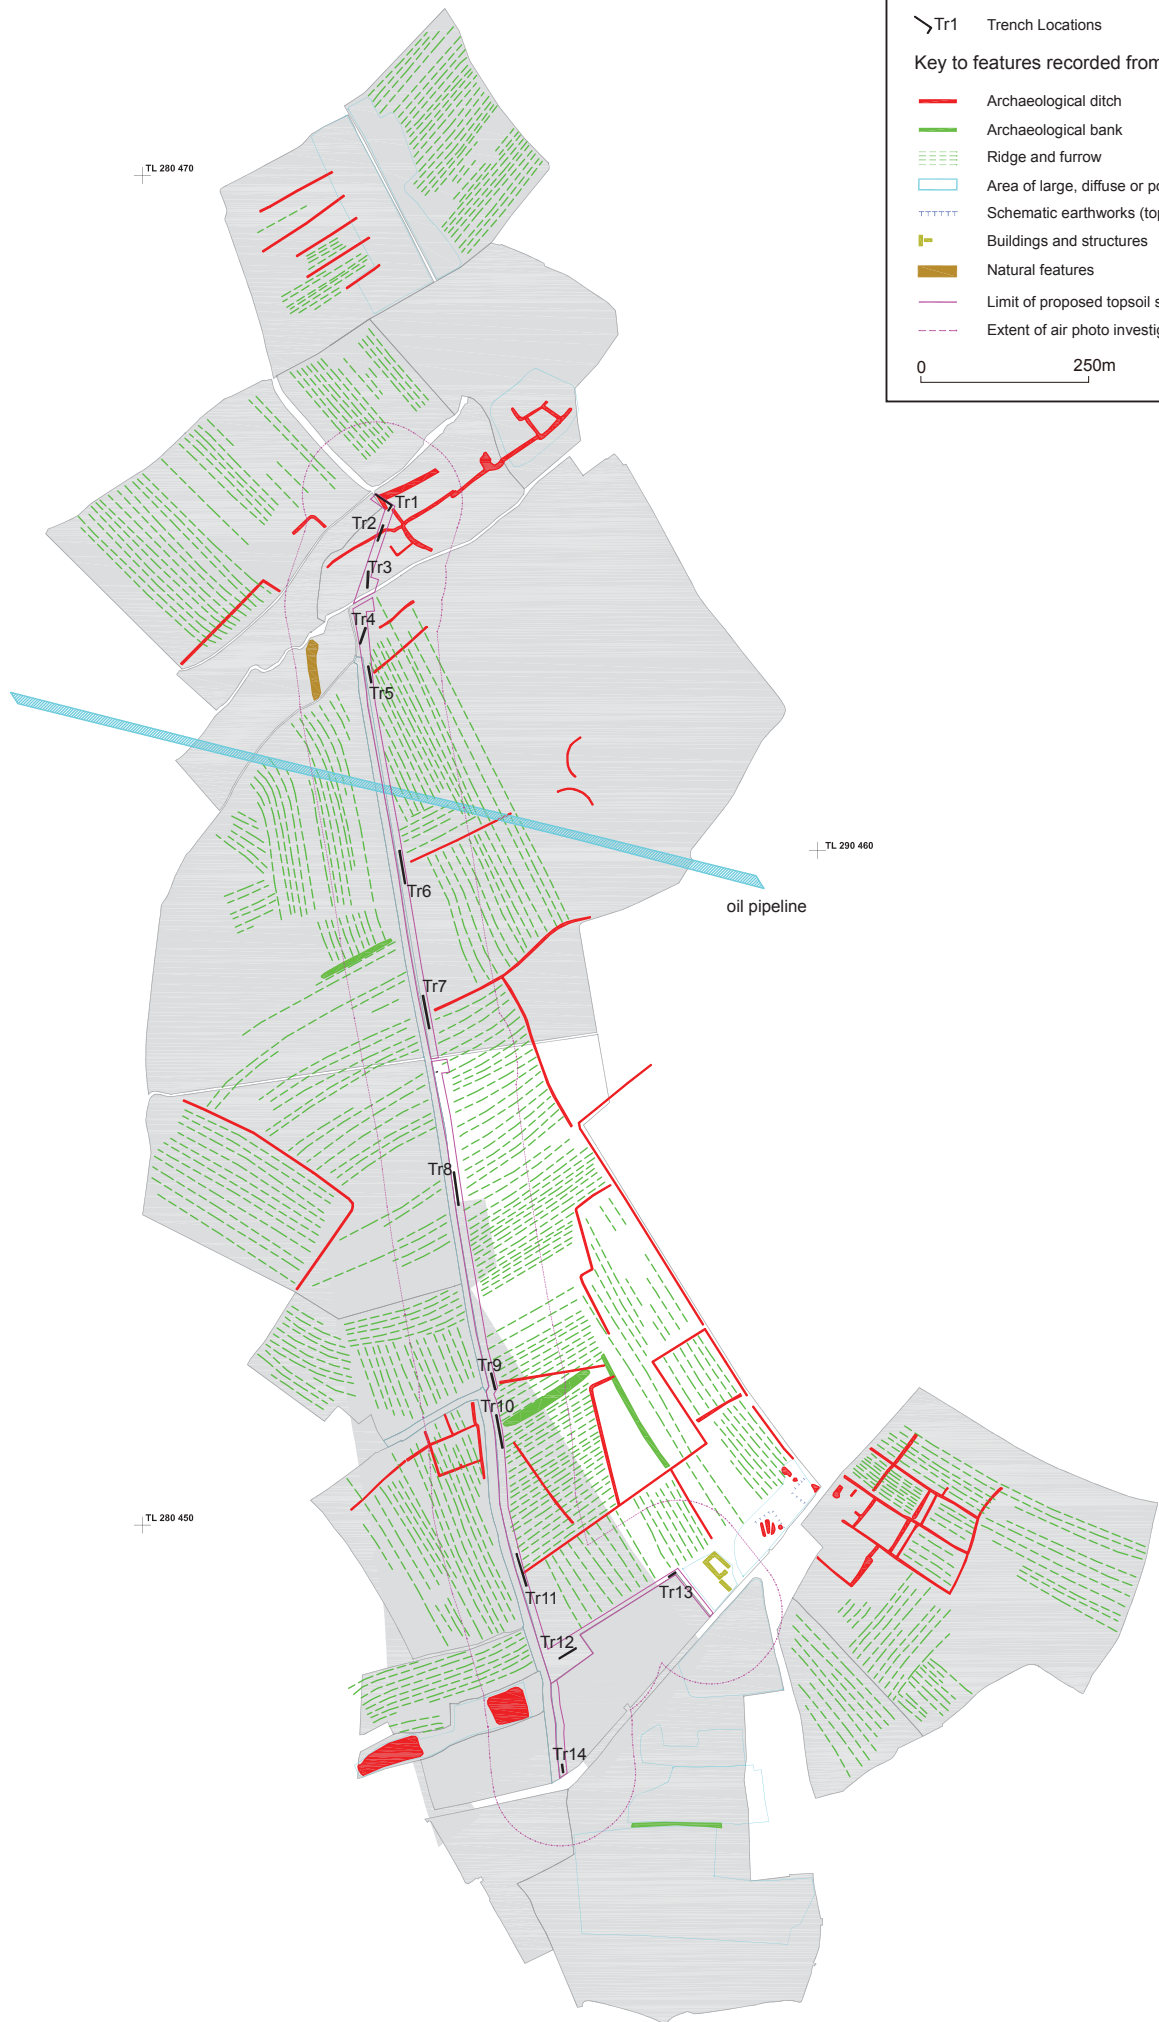 Tr1 Trench Locations
Key to features recorded from
Archaeological ditch
Archaeological bank
Ridge and furrow
Area of large, diffuse or po
Schematic earthworks (top
Buildings and structures
Natural features
Limit of proposed topsoil s
Extent of air photo investig
0 250m
TL 280 470
Tr1
Tr2
Tr3
Tr4
Tr5
TL 290 460
Tr6
oil pipeline
Tr7
Tr8
Tr9
Tr10
TL 280 450
Tr11
Tr13
Tr12
Tr14